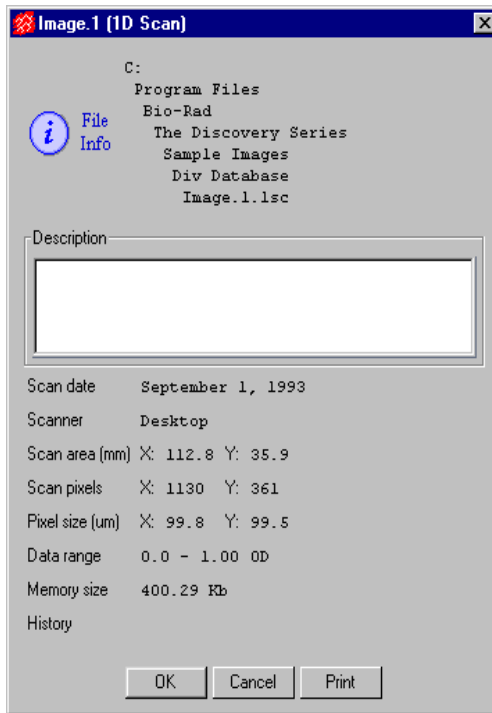 Image.1 (1D Scan)
C:
Program Files
Bio-Rad
The Discovery Series
Sample Images
Div Database
Image.1.1sc
i File
Info
Description
Scan date September 1, 1993
Scanner Desktop
Scan area (mm) X: 112.8 Y: 35.9
Scan pixels X: 1130 Y: 361
Pixel size (um) X: 99.8 Y: 99.5
Data range 0.0 - 1.00 OD
Memory size 400.29 Kb
History
OK Cancel Print